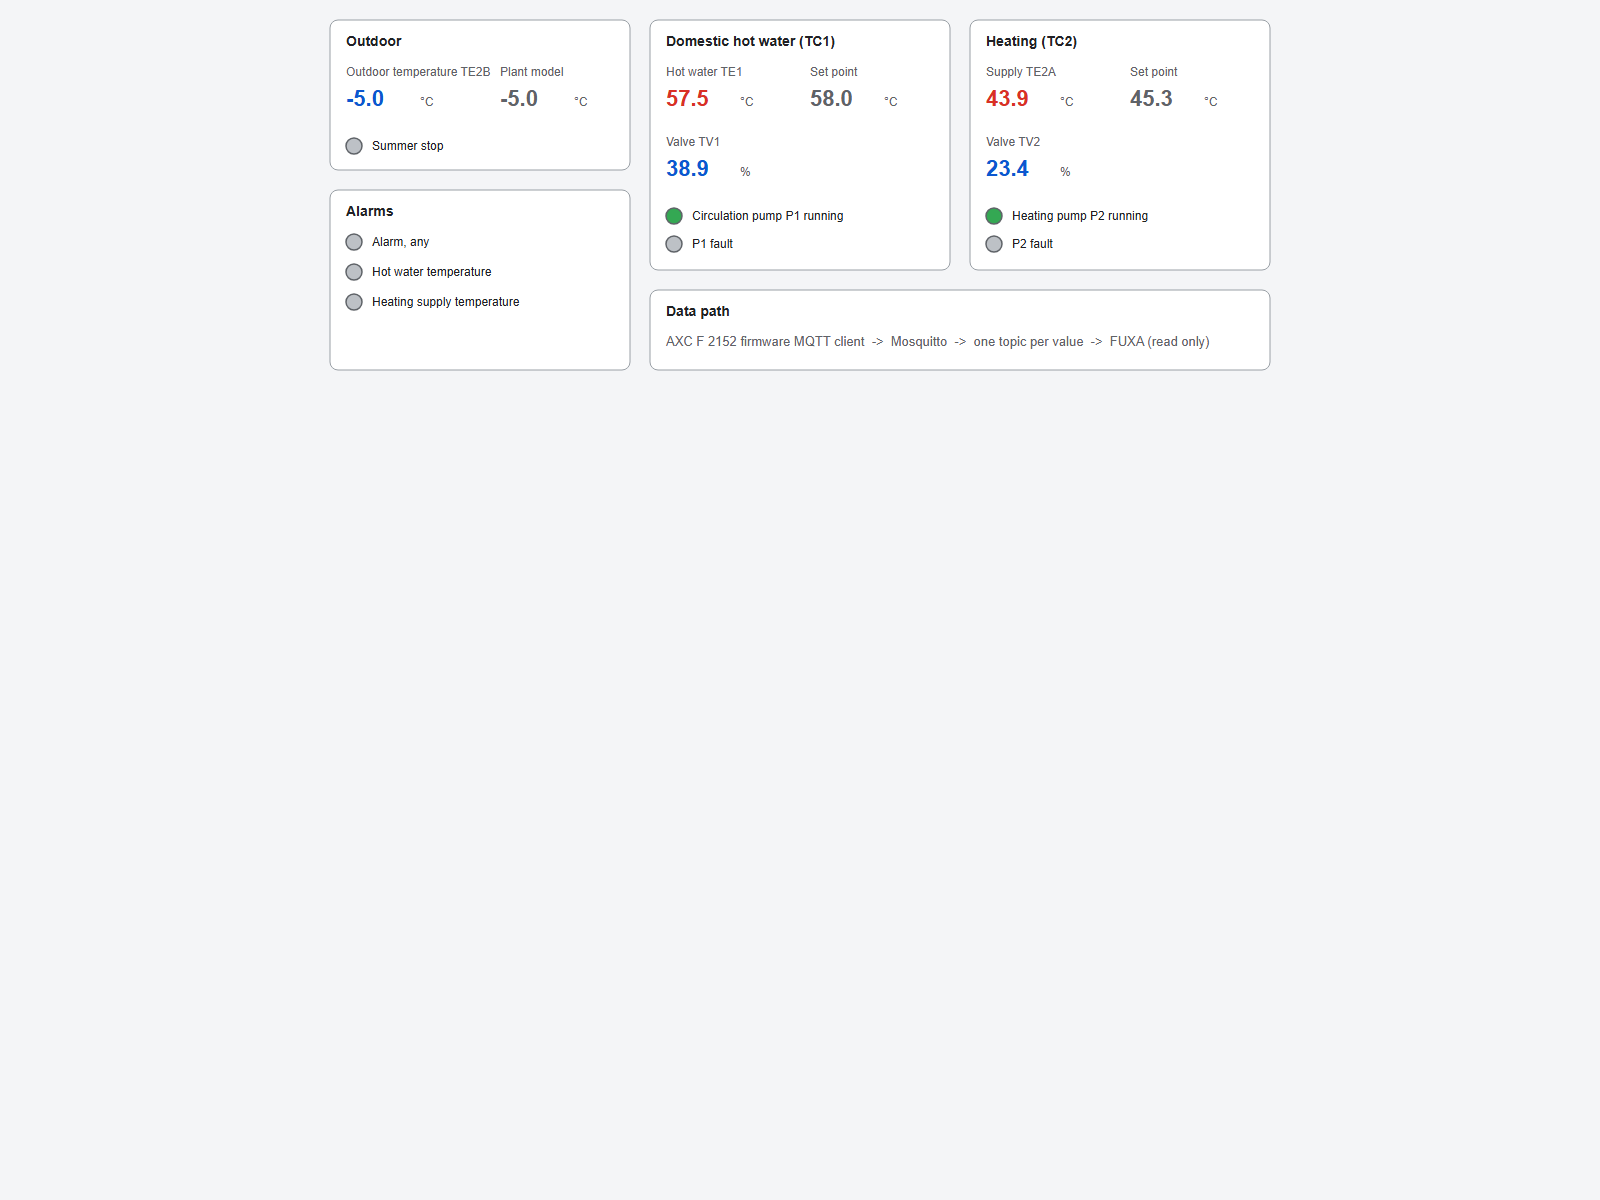 Outdoor
Outdoor temperature TE2B Plant model
-5.0 °C -5.0 °C
Summer stop
Alarms
Alarm, any
Hot water temperature
Heating supply temperature
Domestic hot water (TC1)
Hot water TE1 Set point
57.5 °C 58.0 °C
Valve TV1
38.9 %
Circulation pump P1 running
P1 fault
Heating (TC2)
Supply TE2A Set point
43.9 °C 45.3 °C
Valve TV2
23.4 %
Heating pump P2 running
P2 fault
Data path
AXC F 2152 firmware MQTT client -> Mosquitto -> one topic per value -> FUXA (read only)